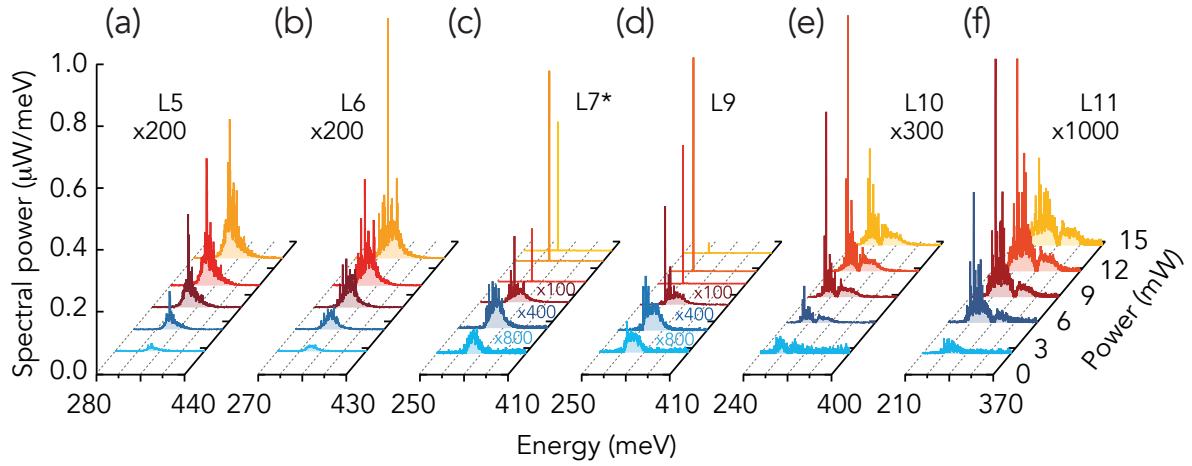 (a) (b) (c) (d) (e) (f)
Spectral power (μW/meV)
1.0
0.8
0.6
0.4
0.2
0.0
L5
x200
L6
x200
L7*
L9
L10
x300
L11
x1000
x100
x400
x800
x100
x400
x800
15
12
9
6
3
0
Power (mW)
280 440 270 430 250 410 250 410 240 400 210 370
Energy (meV)